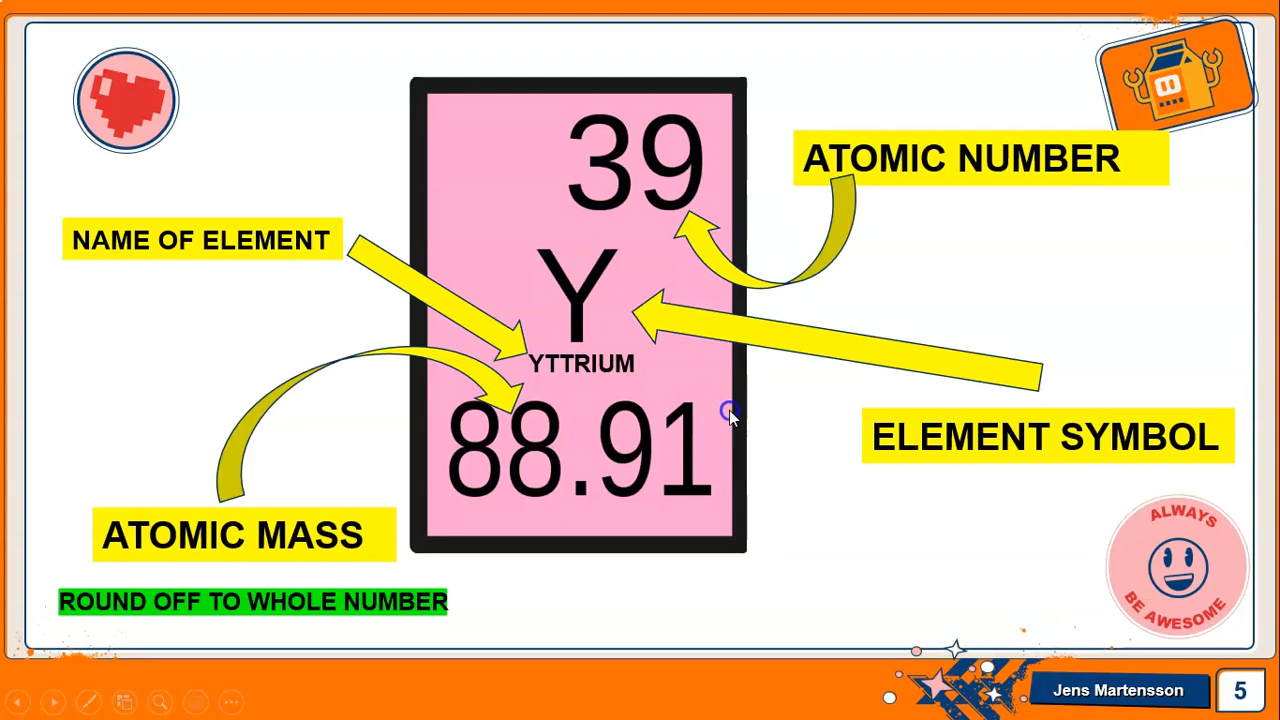 39
ATOMIC NUMBER
NAME OF ELEMENT
Y
YTTRIUM
88.91
ELEMENT SYMBOL
ATOMIC MASS
ROUND OFF TO WHOLE NUMBER
ALWAYS
BE AWESOME
Jens Martensson
5